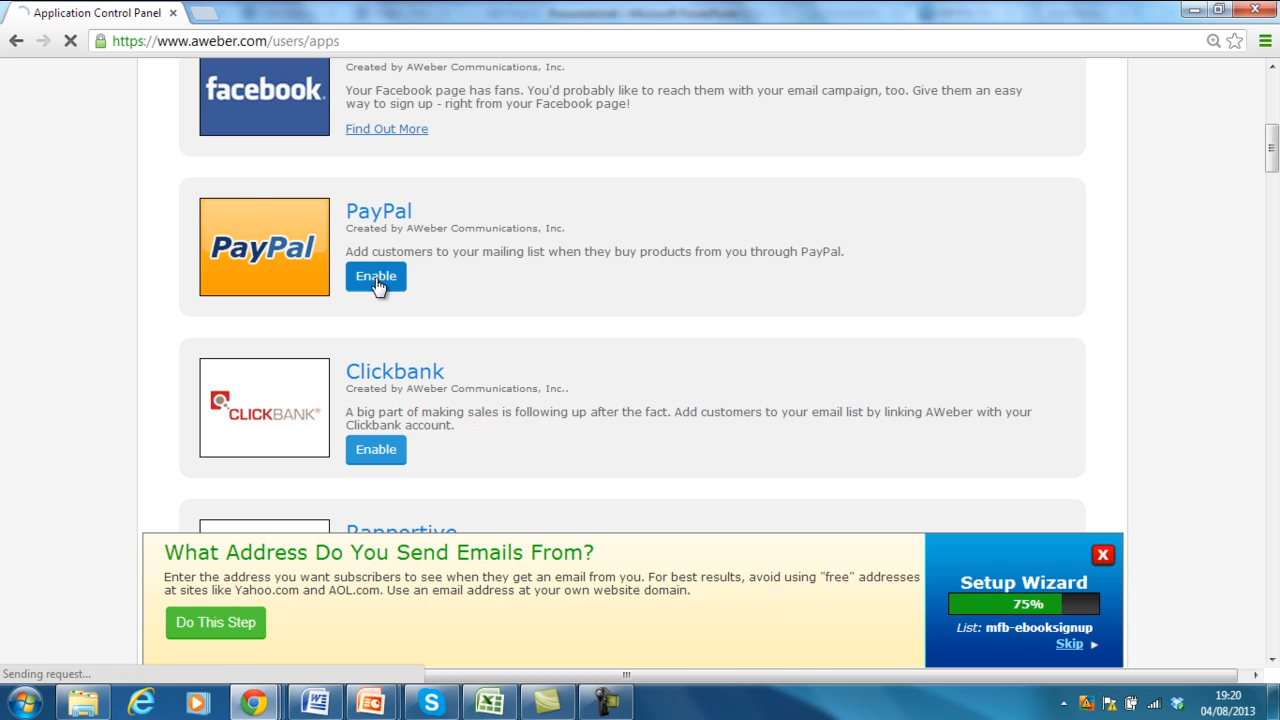 Application Control Panel
Presentation1 - Microsoft PowerPoint
https://www.aweber.com/users/apps
facebook.
Created by AWeber Communications, Inc.
Your Facebook page has fans. You'd probably like to reach them with your email campaign, too. Give them an easy
way to sign up - right from your Facebook page!
Find Out More
PayPal
PayPal
Created by AWeber Communications, Inc.
Add customers to your mailing list when they buy products from you through PayPal.
Enable
CLICKBANK®
Clickbank
Created by AWeber Communications, Inc..
A big part of making sales is following up after the fact. Add customers to your email list by linking AWeber with your
Clickbank account.
Enable
Rapportive
What Address Do You Send Emails From?
Enter the address you want subscribers to see when they get an email from you. For best results, avoid using "free" addresses
at sites like Yahoo.com and AOL.com. Use an email address at your own website domain.
Do This Step
Setup Wizard
75%
List: mfb-ebooksignup
Skip
Sending request...
19:20
04/08/2013